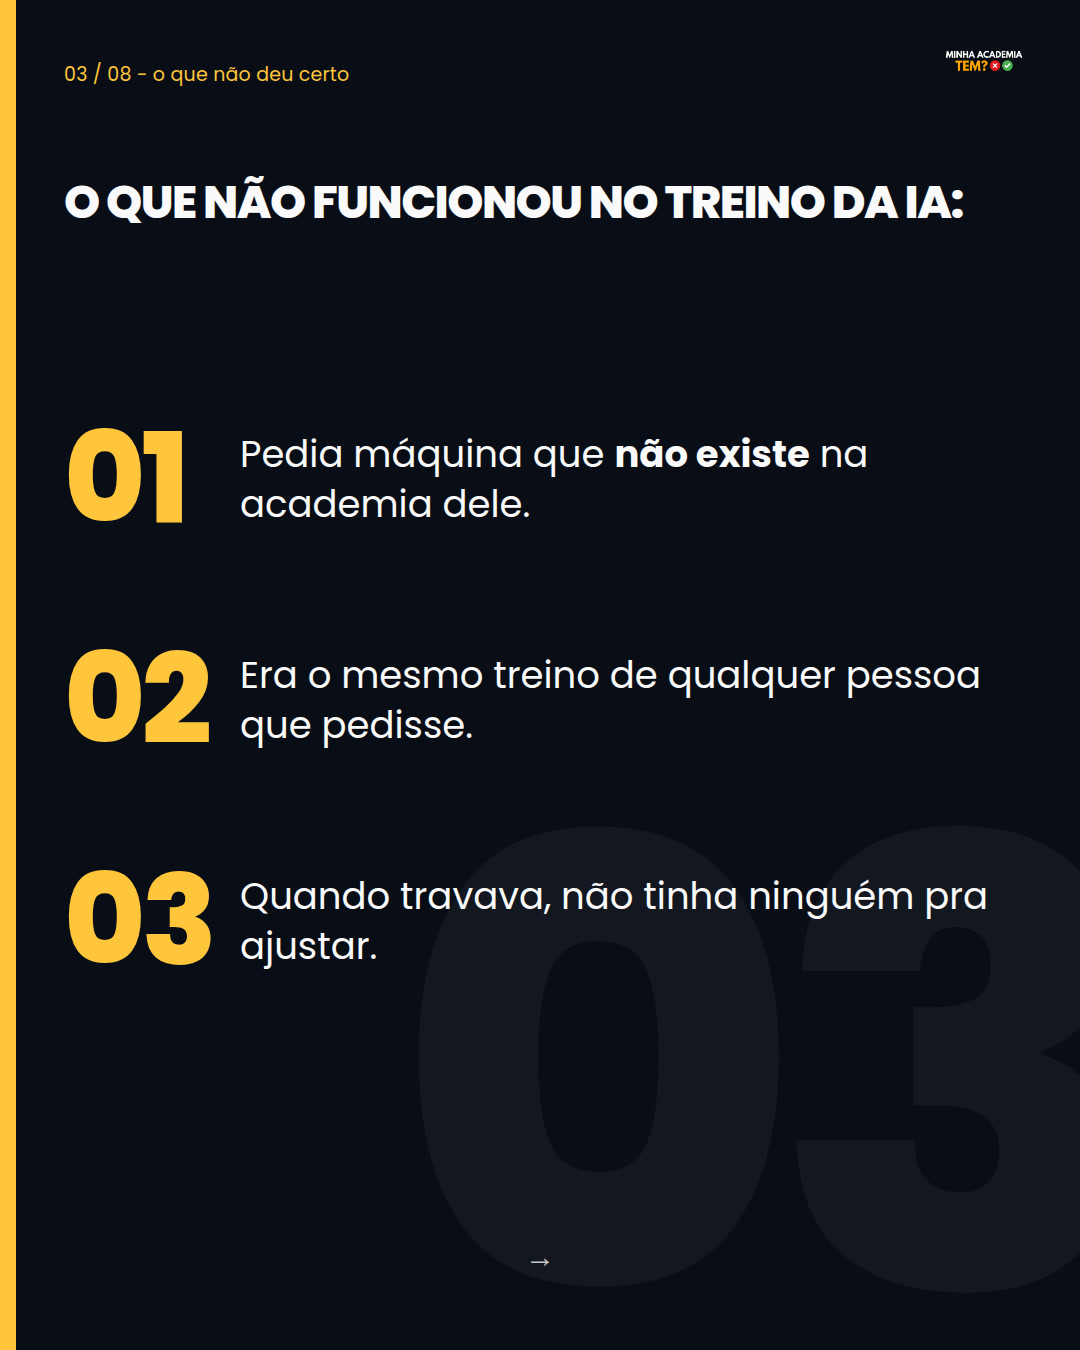 03 / 08 - o que não deu certo
MINHA ACADEMIA
TEM?
O QUE NÃO FUNCIONOU NO TREINO DA IA:
01
Pedia máquina que não existe na
academia dele.
02
Era o mesmo treino de qualquer pessoa
que pedisse.
03
Quando travava, não tinha ninguém pra
ajustar.
03
→